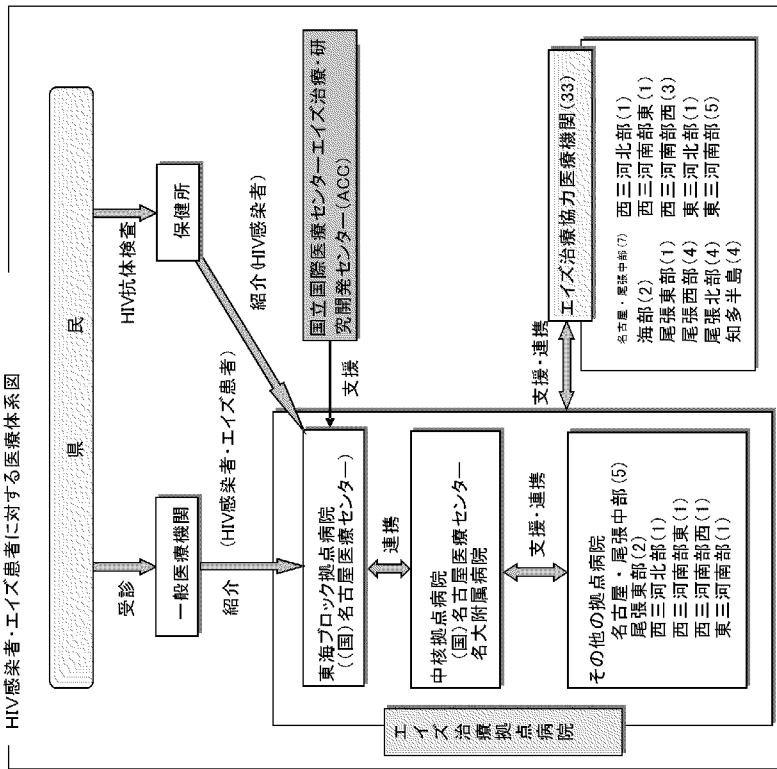 HIV感染者・エイズ患者に対する医療体系図
県　民
受診
HIV抗体検査
一般医療機関
保健所
紹介
(HIV感染者・エイズ患者)
紹介(HIV感染者)
エイズ治療拠点病院
東海ブロック拠点病院
((国)名古屋医療センター)
支援
国立国際医療センターエイズ治療・研
究開発センター(ACC)
連携
中核拠点病院
(国)名古屋医療センター
名大附属病院
支援・連携
その他の拠点病院
名古屋・尾張中部(5)
尾張東部(2)
西三河北部(1)
西三河南部東(1)
西三河南部西(1)
東三河南部(1)
支援・連携
エイズ治療協力医療機関(33)
名古屋・尾張中部(7)
海部(2)
尾張東部(1)
尾張西部(4)
尾張北部(4)
知多半島(4)
西三河北部(1)
西三河南部東(1)
西三河南部西(3)
東三河北部(1)
東三河南部(5)